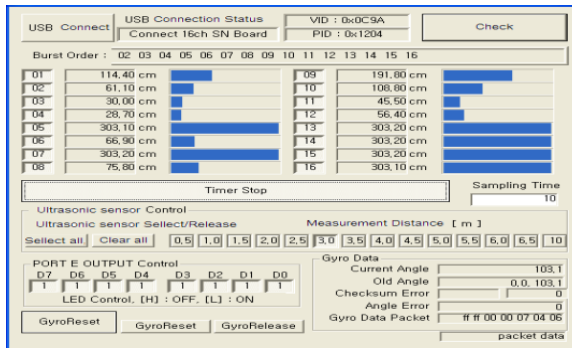 USB Connect
USB Connection Status
Connect 16ch SN Board
VID : 0x0C9A
PID : 0x1204
Check
Burst Order : 02 03 04 05 06 07 08 09 10 11 12 13 14 15 16
01 114,40 cm
02 61,10 cm
03 30,00 cm
04 28,70 cm
05 303,10 cm
06 66,90 cm
07 303,20 cm
08 75,80 cm
09 191,80 cm
10 108,80 cm
11 45,50 cm
12 56,40 cm
13 303,20 cm
14 303,20 cm
15 303,20 cm
16 303,10 cm
Timer Stop
Sampling Time
10
Ultrasonic sensor Control
Ultrasonic sensor Sellect/Release
Measurement Distance [ m ]
Sellect all Clear all 0,5 1,0 1,5 2,0 2,5 3,0 3,5 4,0 4,5 5,0 5,5 6,0 6,5 10
PORT E OUTPUT Control
D7 D6 D5 D4 D3 D2 D1 D0
1 1 1 1 1 1 1 1
LED Control, [H] : OFF, [L] : ON
GyroReset GyroReset GyroRelease
Gyro Data
Current Angle 103,1
Old Angle 0,0, 103,1
Checksum Error 0
Angle Error 0
Gyro Data Packet ff ff 00 00 07 04 06
packet data